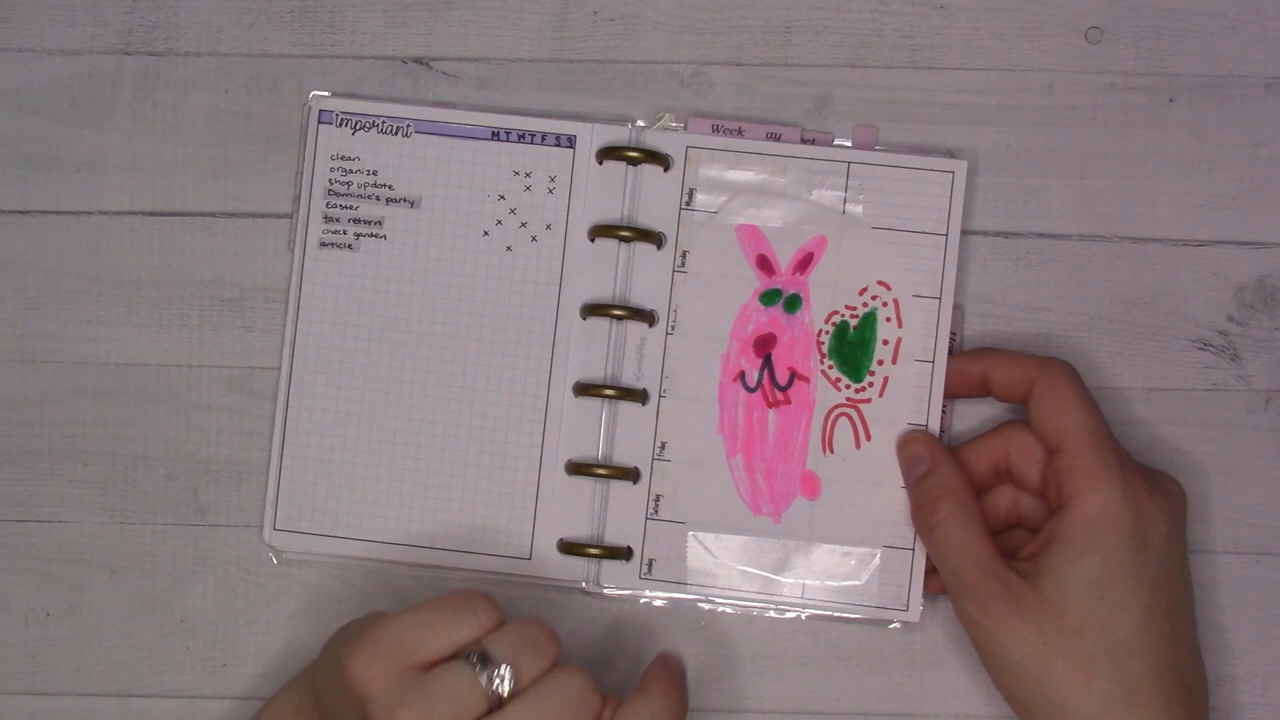 important
M T W T F S S
clean
organize
shop update
Dominic's party
Easter
tax return
check garden
article
Week ay
Monday
Tuesday
Friday
Saturday
Sunday